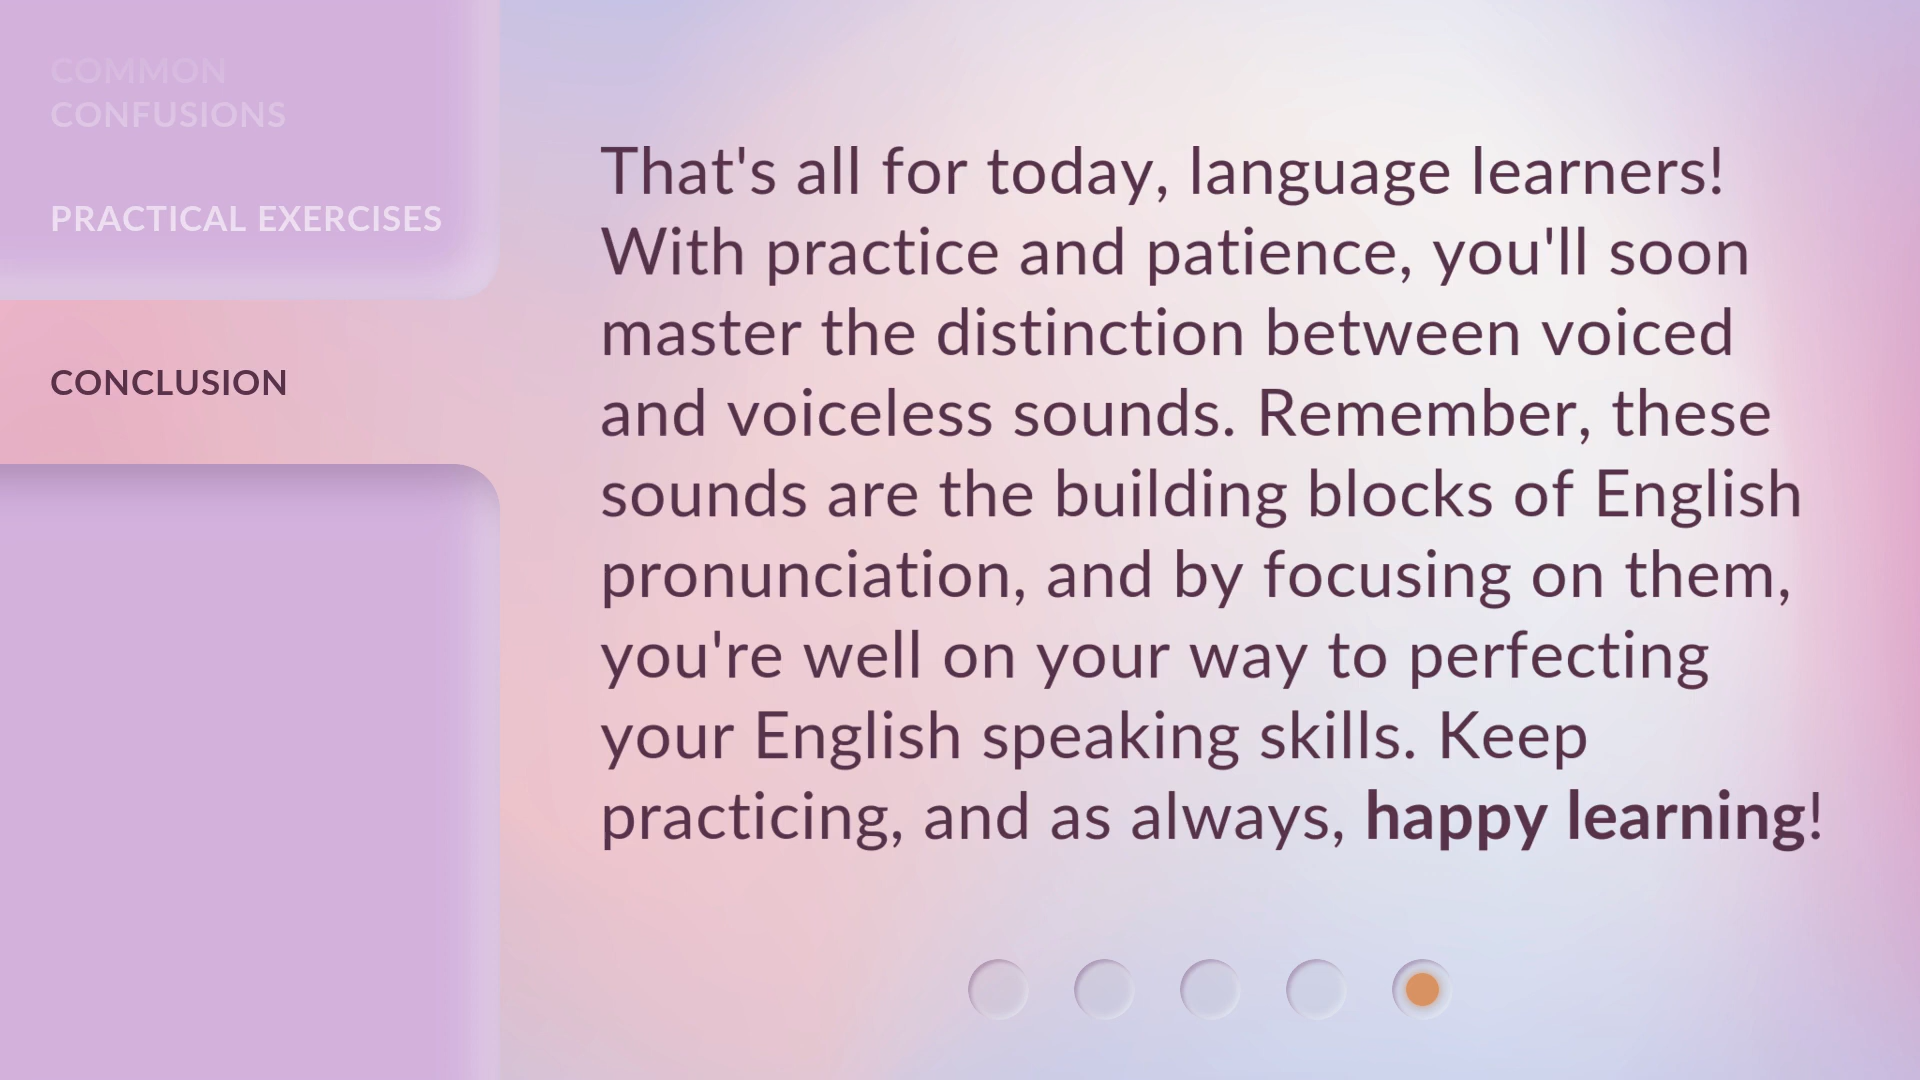 COMMON
CONFUSIONS
PRACTICAL EXERCISES
CONCLUSION
That's all for today, language learners!
With practice and patience, you'll soon
master the distinction between voiced
and voiceless sounds. Remember, these
sounds are the building blocks of English
pronunciation, and by focusing on them,
you're well on your way to perfecting
your English speaking skills. Keep
practicing, and as always, happy learning!